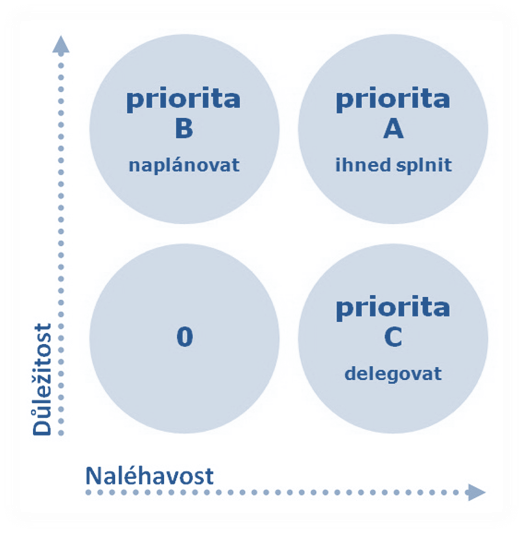 priorita
B
naplánovat
priorita
A
ihned splnit
0
priorita
C
delegovat
Důležitost
Naléhavost